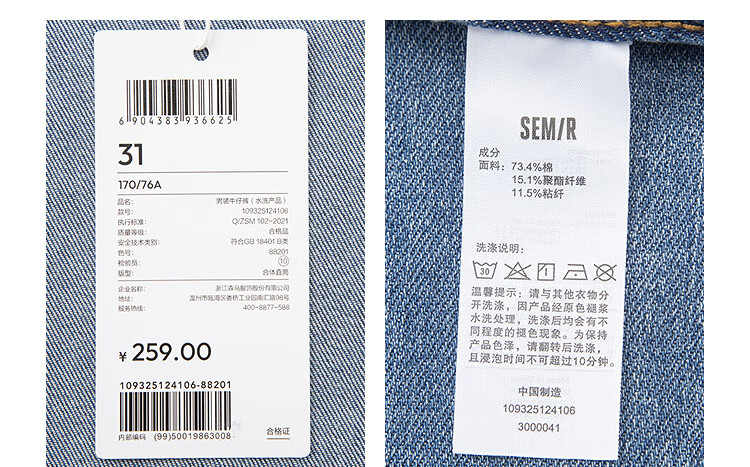 6904383936625
31
170/76A
品名: 男装牛仔裤（水洗产品）
款号: 109325124106
执行标准: Q/ZSM 102-2021
质量等级: 合格品
安全技术类别: 符合GB 18401 B类
色号: 88201
检验员: 10
版型: 合体直筒
企业名称: 浙江森马服饰股份有限公司
地址: 温州市瓯海区娄桥工业园南汇路98号
服务热线: 400-8877-588
¥ 259.00
109325124106-88201
内部编码 (99)50019863008
合格证
SEM/R
成分
面料: 73.4%棉
15.1%聚酯纤维
11.5%粘纤
洗涤说明:
30
1
温馨提示: 请与其他衣物分
开洗涤, 因产品经原色褪浆
水洗处理, 洗涤后均会有不
同程度的褪色现象。为保持
产品色泽, 请翻转后洗涤,
且浸泡时间不可超过10分钟。
中国制造
109325124106
3000041